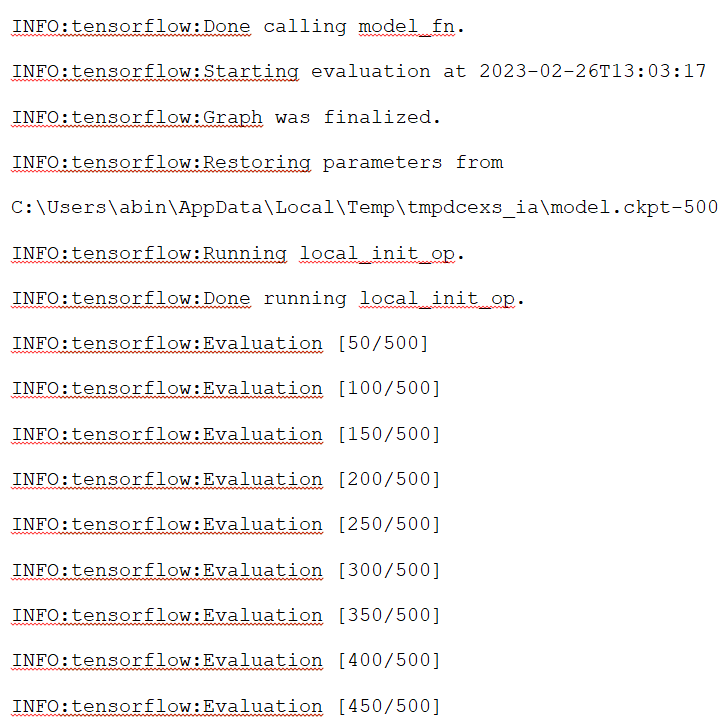 INFO:tensorflow:Done calling model_fn.
INFO:tensorflow:Starting evaluation at 2023-02-26T13:03:17
INFO:tensorflow:Graph was finalized.
INFO:tensorflow:Restoring parameters from
C:\Users\abin\AppData\Local\Temp\tmpdcexs_ia\model.ckpt-500
INFO:tensorflow:Running local_init_op.
INFO:tensorflow:Done running local_init_op.
INFO:tensorflow:Evaluation [50/500]
INFO:tensorflow:Evaluation [100/500]
INFO:tensorflow:Evaluation [150/500]
INFO:tensorflow:Evaluation [200/500]
INFO:tensorflow:Evaluation [250/500]
INFO:tensorflow:Evaluation [300/500]
INFO:tensorflow:Evaluation [350/500]
INFO:tensorflow:Evaluation [400/500]
INFO:tensorflow:Evaluation [450/500]